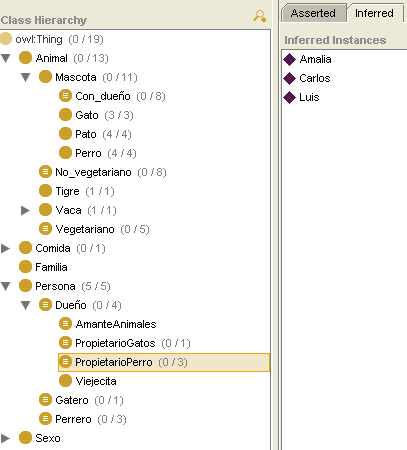 Class Hierarchy
owl:Thing (0 / 19)
Animal (0 / 13)
Mascota (0 / 11)
Con_dueño (0 / 8)
Gato (3 / 3)
Pato (4 / 4)
Perro (4 / 4)
No_vegetariano (0 / 8)
Tigre (1 / 1)
Vaca (1 / 1)
Vegetariano (0 / 5)
Comida (0 / 1)
Familia
Persona (5 / 5)
Dueño (0 / 4)
AmanteAnimales
PropietarioGatos (0 / 1)
PropietarioPerro (0 / 3)
Viejecita
Gatero (0 / 1)
Perrero (0 / 3)
Sexo
Asserted Inferred
Inferred Instances
Amalia
Carlos
Luis